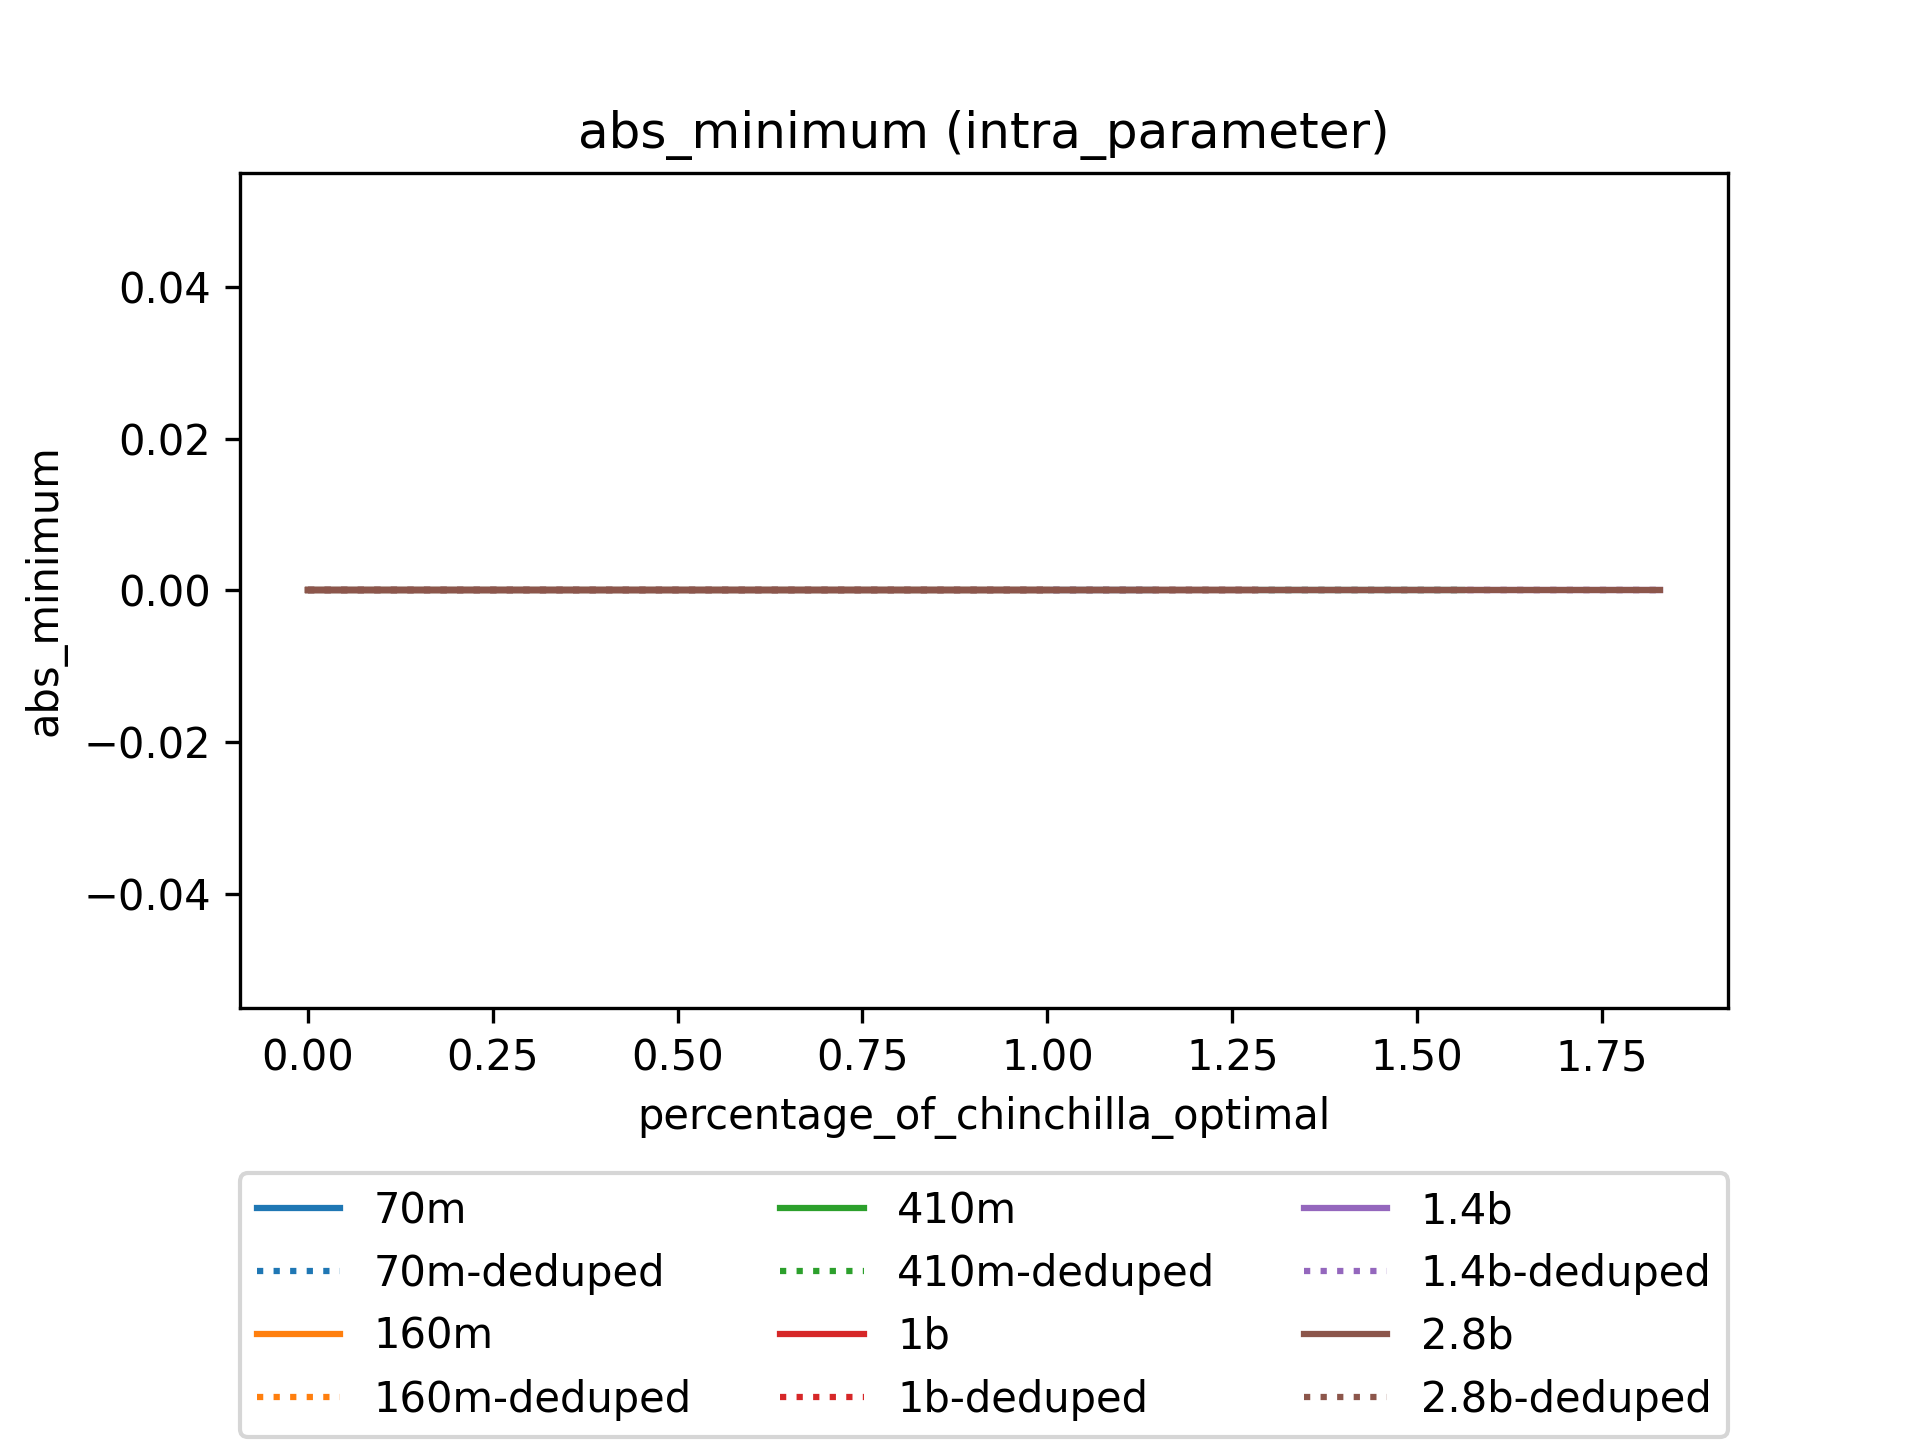 abs_minimum (intra_parameter)
abs_minimum
0.04
0.02
0.00
−0.02
−0.04
0.00 0.25 0.50 0.75 1.00 1.25 1.50 1.75
percentage_of_chinchilla_optimal
70m
70m-deduped
160m
160m-deduped
410m
410m-deduped
1b
1b-deduped
1.4b
1.4b-deduped
2.8b
2.8b-deduped